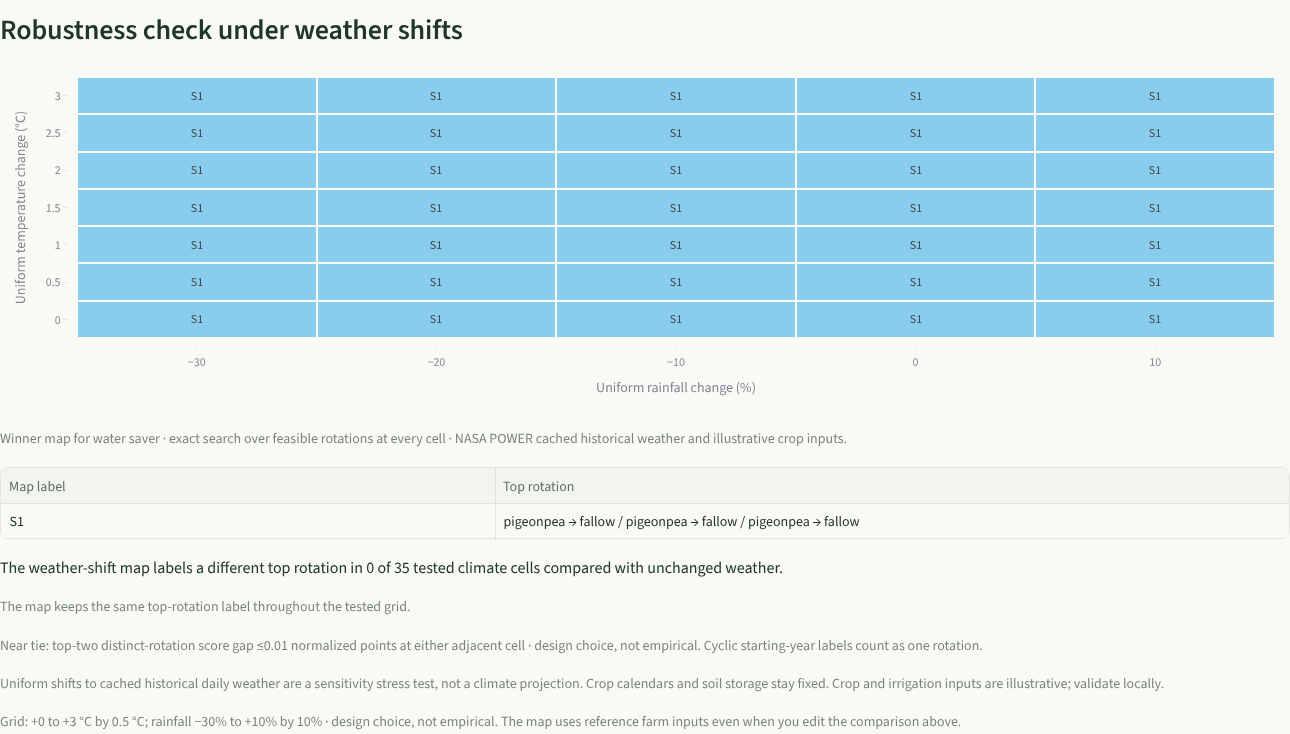 Robustness check under weather shifts
Uniform temperature change (°C)
3 S1 S1 S1 S1 S1
2.5 S1 S1 S1 S1 S1
2 S1 S1 S1 S1 S1
1.5 S1 S1 S1 S1 S1
1 S1 S1 S1 S1 S1
0.5 S1 S1 S1 S1 S1
0 S1 S1 S1 S1 S1
−30 −20 −10 0 10
Uniform rainfall change (%)
Winner map for water saver · exact search over feasible rotations at every cell · NASA POWER cached historical weather and illustrative crop inputs.
Map label Top rotation
S1 pigeonpea → fallow / pigeonpea → fallow / pigeonpea → fallow
The weather-shift map labels a different top rotation in 0 of 35 tested climate cells compared with unchanged weather.
The map keeps the same top-rotation label throughout the tested grid.
Near tie: top-two distinct-rotation score gap ≤0.01 normalized points at either adjacent cell · design choice, not empirical. Cyclic starting-year labels count as one rotation.
Uniform shifts to cached historical daily weather are a sensitivity stress test, not a climate projection. Crop calendars and soil storage stay fixed. Crop and irrigation inputs are illustrative; validate locally.
Grid: +0 to +3 °C by 0.5 °C; rainfall −30% to +10% by 10% · design choice, not empirical. The map uses reference farm inputs even when you edit the comparison above.